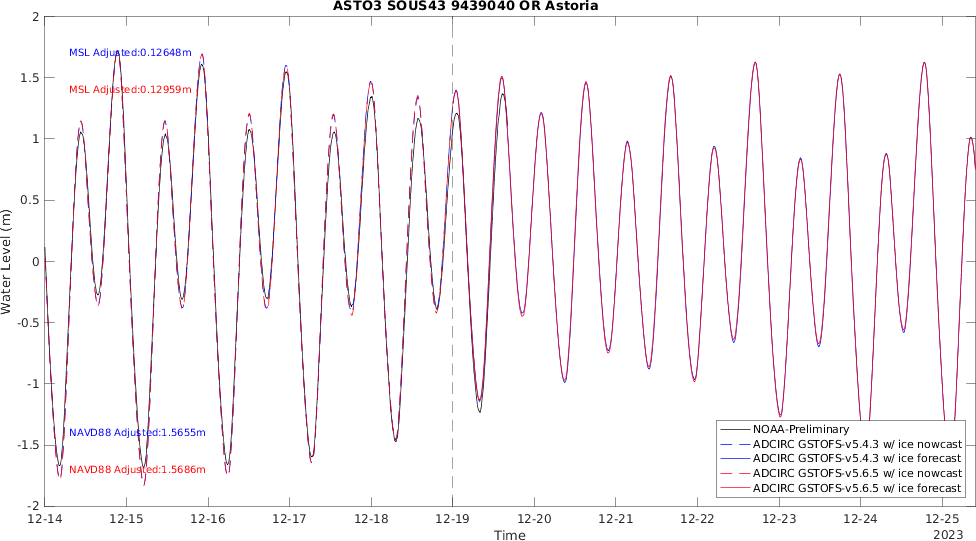 ASTO3 SOUS43 9439040 OR Astoria
2
1.5
1
0.5
0
-0.5
-1
-1.5
-2
Water Level (m)
MSL Adjusted:0.12648m
MSL Adjusted:0.12959m
NAVD88 Adjusted:1.5655m
NAVD88 Adjusted:1.5686m
NOAA-Preliminary
ADCIRC GSTOFS-v5.4.3 w/ ice nowcast
ADCIRC GSTOFS-v5.4.3 w/ ice forecast
ADCIRC GSTOFS-v5.6.5 w/ ice nowcast
ADCIRC GSTOFS-v5.6.5 w/ ice forecast
12-14 12-15 12-16 12-17 12-18 12-19 12-20 12-21 12-22 12-23 12-24 12-25
2023
Time